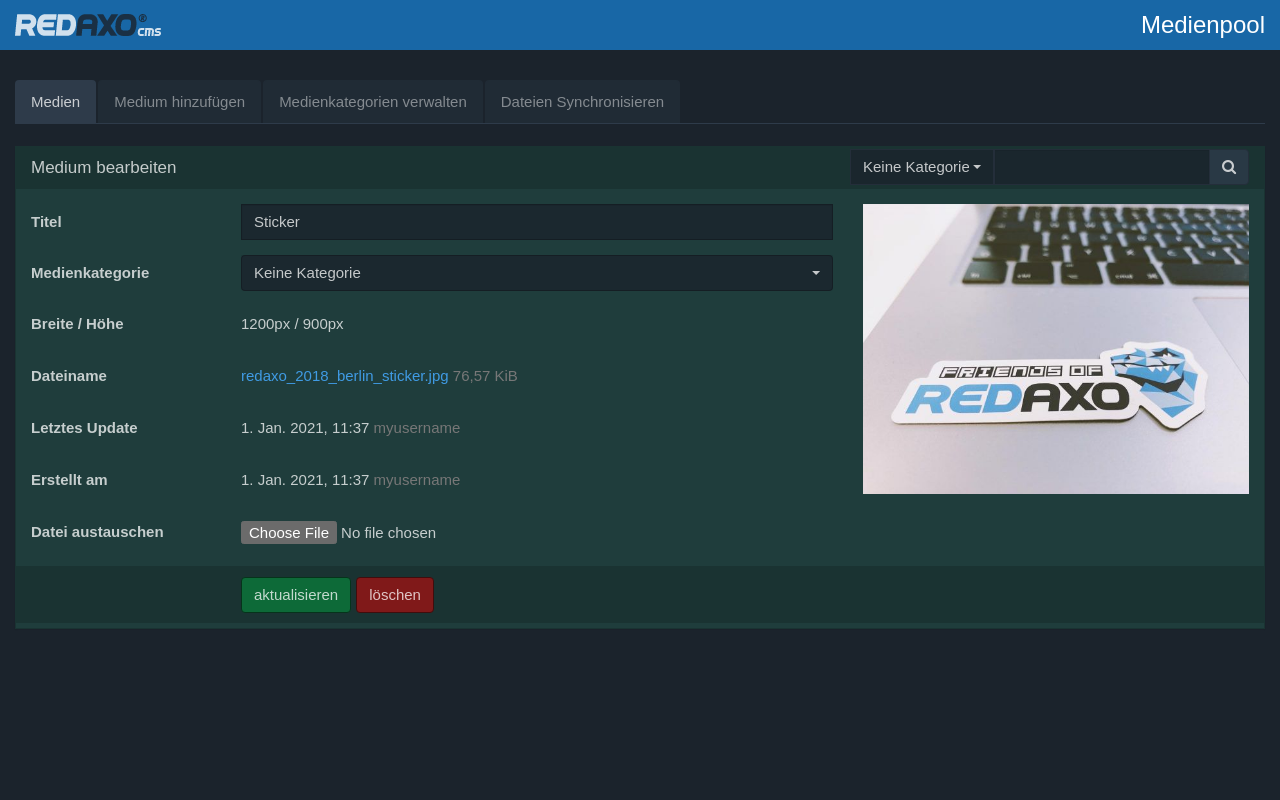 REDAXO® cms
Medienpool
Medien
Medium hinzufügen
Medienkategorien verwalten
Dateien Synchronisieren
Medium bearbeiten
Keine Kategorie
Titel
Sticker
Medienkategorie
Keine Kategorie
Breite / Höhe
1200px / 900px
Dateiname
redaxo_2018_berlin_sticker.jpg 76,57 KiB
Letztes Update
1. Jan. 2021, 11:37 myusername
Erstellt am
1. Jan. 2021, 11:37 myusername
Datei austauschen
Choose File No file chosen
aktualisieren
löschen
FRIENDS OF
REDAXO